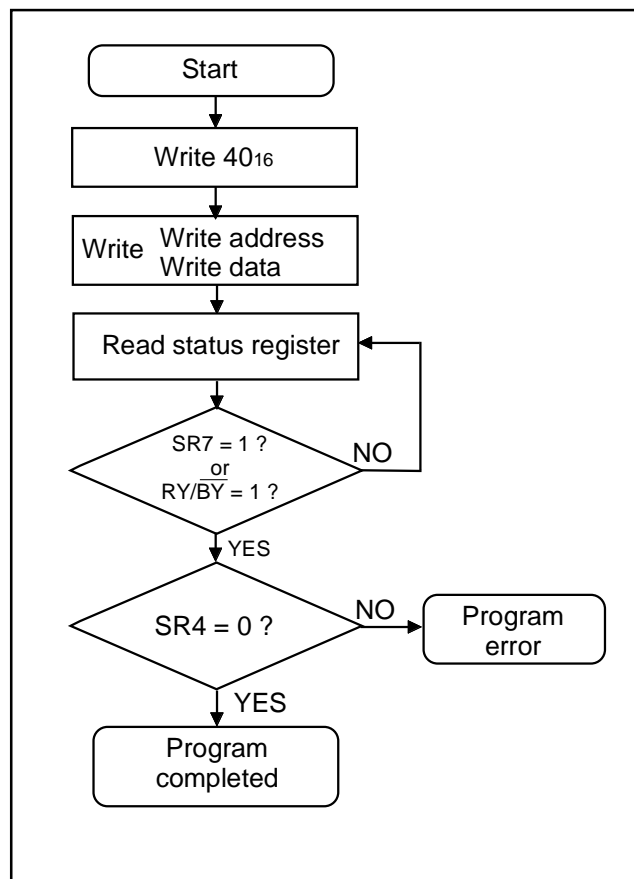 Start
Write 40₁₆
Write Write address
Write data
Read status register
SR7 = 1 ?
or
RY/B̅Y̅ = 1 ?
NO
YES
SR4 = 0 ?
NO
Program
error
YES
Program
completed